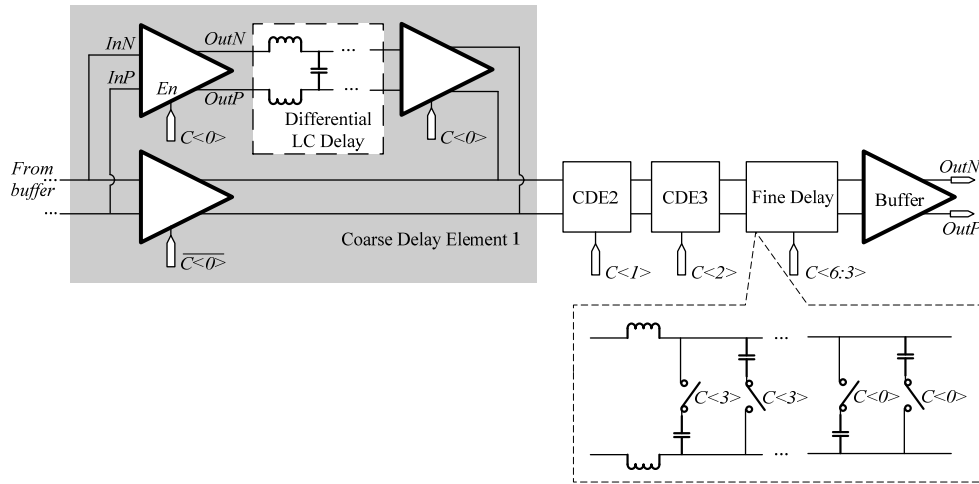 InN
OutN
...
InP
En
OutP
...
C<0>
Differential
LC Delay
C<0>
From
buffer
...
...
C<0>
Coarse Delay Element 1
CDE2
CDE3
Fine Delay
Buffer
OutN
OutP
C<1>
C<2>
C<6:3>
...
C<3>
C<3>
C<0>
C<0>
...